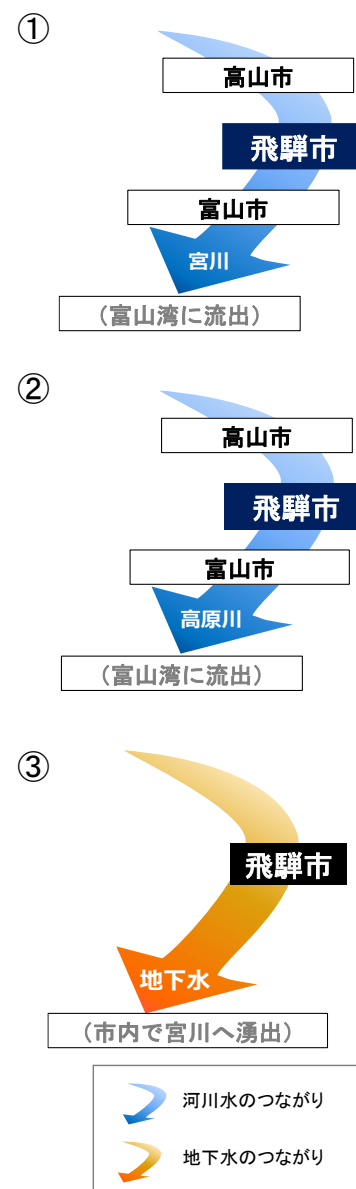 ①
高山市
飛騨市
富山市
宮川
（富山湾に流出）
②
高山市
飛騨市
富山市
高原川
（富山湾に流出）
③
飛騨市
地下水
（市内で宮川へ湧出）
河川水のつながり
地下水のつながり